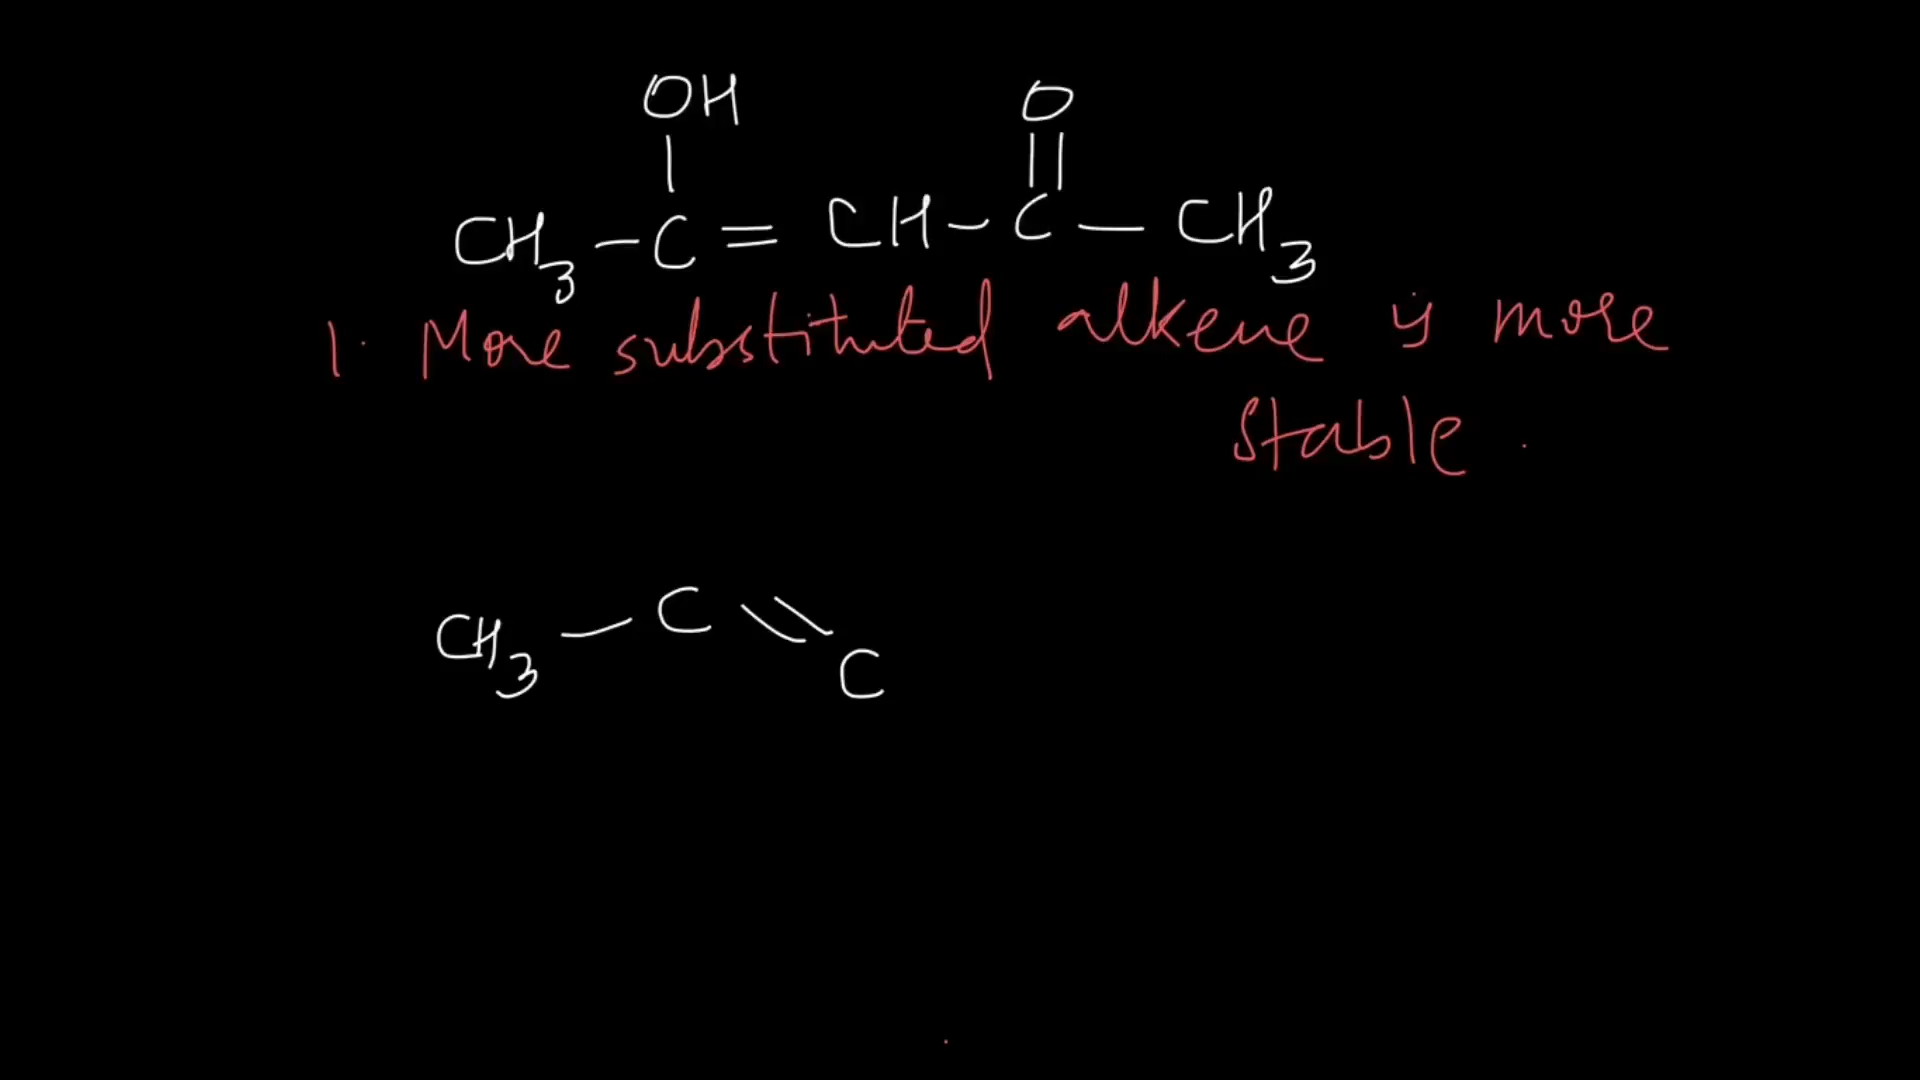 OH O
CH3 - C = CH - C - CH3
1. More substituted alkene is more
stable.
CH3 - C = C